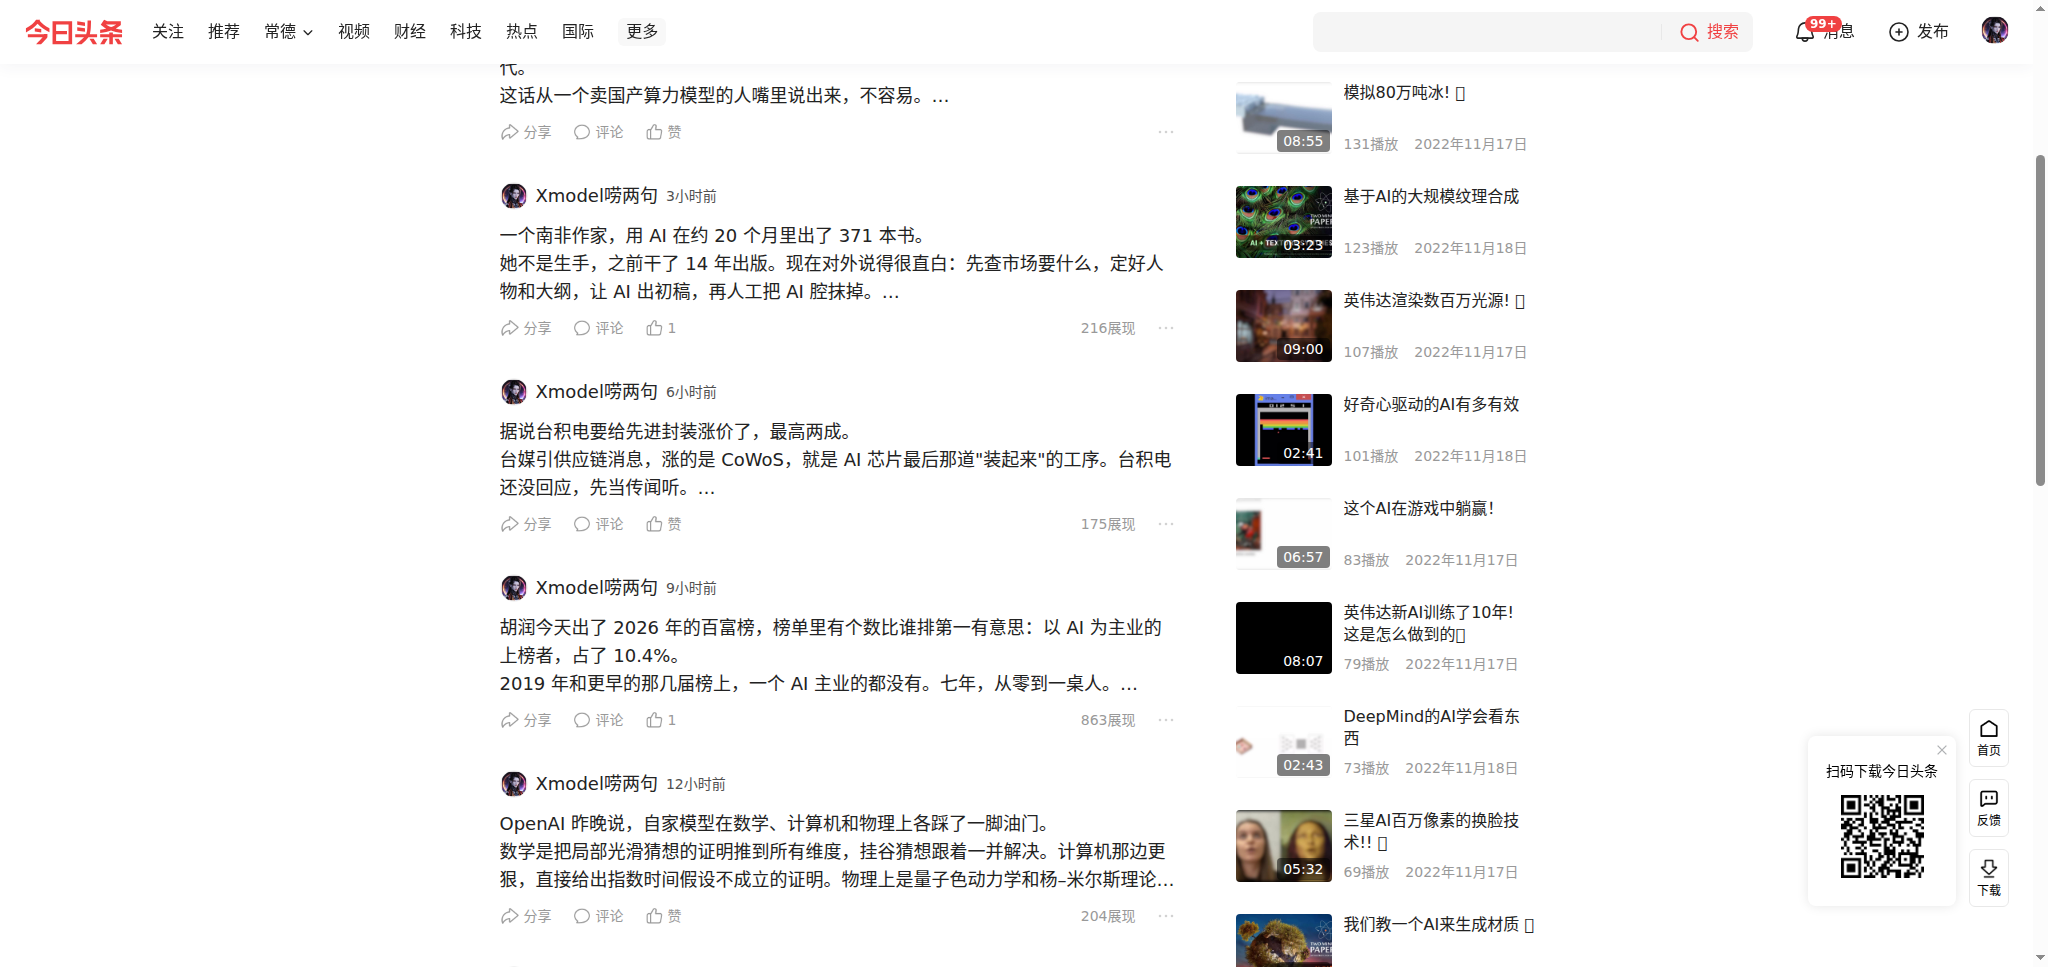 今日头条
关注
推荐
常德
视频
财经
科技
热点
国际
更多
搜索
99+
消息
发布
代。
这话从一个卖国产算力模型的人嘴里说出来，不容易。...
分享
评论
赞
Xmodel唠两句 3小时前
一个南非作家，用 AI 在约 20 个月里出了 371 本书。
她不是生手，之前干了 14 年出版。现在对外说得很直白：先查市场要什么，定好人
物和大纲，让 AI 出初稿，再人工把 AI 腔抹掉。...
分享
评论
1
216展现
Xmodel唠两句 6小时前
据说台积电要给先进封装涨价了，最高两成。
台媒引供应链消息，涨的是 CoWoS，就是 AI 芯片最后那道"装起来"的工序。台积电
还没回应，先当传闻听。...
分享
评论
赞
175展现
Xmodel唠两句 9小时前
胡润今天出了 2026 年的百富榜，榜单里有个数比谁排第一有意思：以 AI 为主业的
上榜者，占了 10.4%。
2019 年和更早的那几届榜上，一个 AI 主业的都没有。七年，从零到一桌人。...
分享
评论
1
863展现
Xmodel唠两句 12小时前
OpenAI 昨晚说，自家模型在数学、计算机和物理上各踩了一脚油门。
数学是把局部光滑猜想的证明推到所有维度，挂谷猜想跟着一并解决。计算机那边更
狠，直接给出指数时间假设不成立的证明。物理上是量子色动力学和杨–米尔斯理论...
分享
评论
赞
204展现
08:55
模拟80万吨冰!
131播放 2022年11月17日
03:23
基于AI的大规模纹理合成
123播放 2022年11月18日
09:00
英伟达渲染数百万光源!
107播放 2022年11月17日
02:41
好奇心驱动的AI有多有效
101播放 2022年11月18日
06:57
这个AI在游戏中躺赢!
83播放 2022年11月17日
08:07
英伟达新AI训练了10年!
这是怎么做到的
79播放 2022年11月17日
02:43
DeepMind的AI学会看东
西
73播放 2022年11月18日
05:32
三星AI百万像素的换脸技
术!!
69播放 2022年11月17日
我们教一个AI来生成材质
扫码下载今日头条
首页
反馈
下载